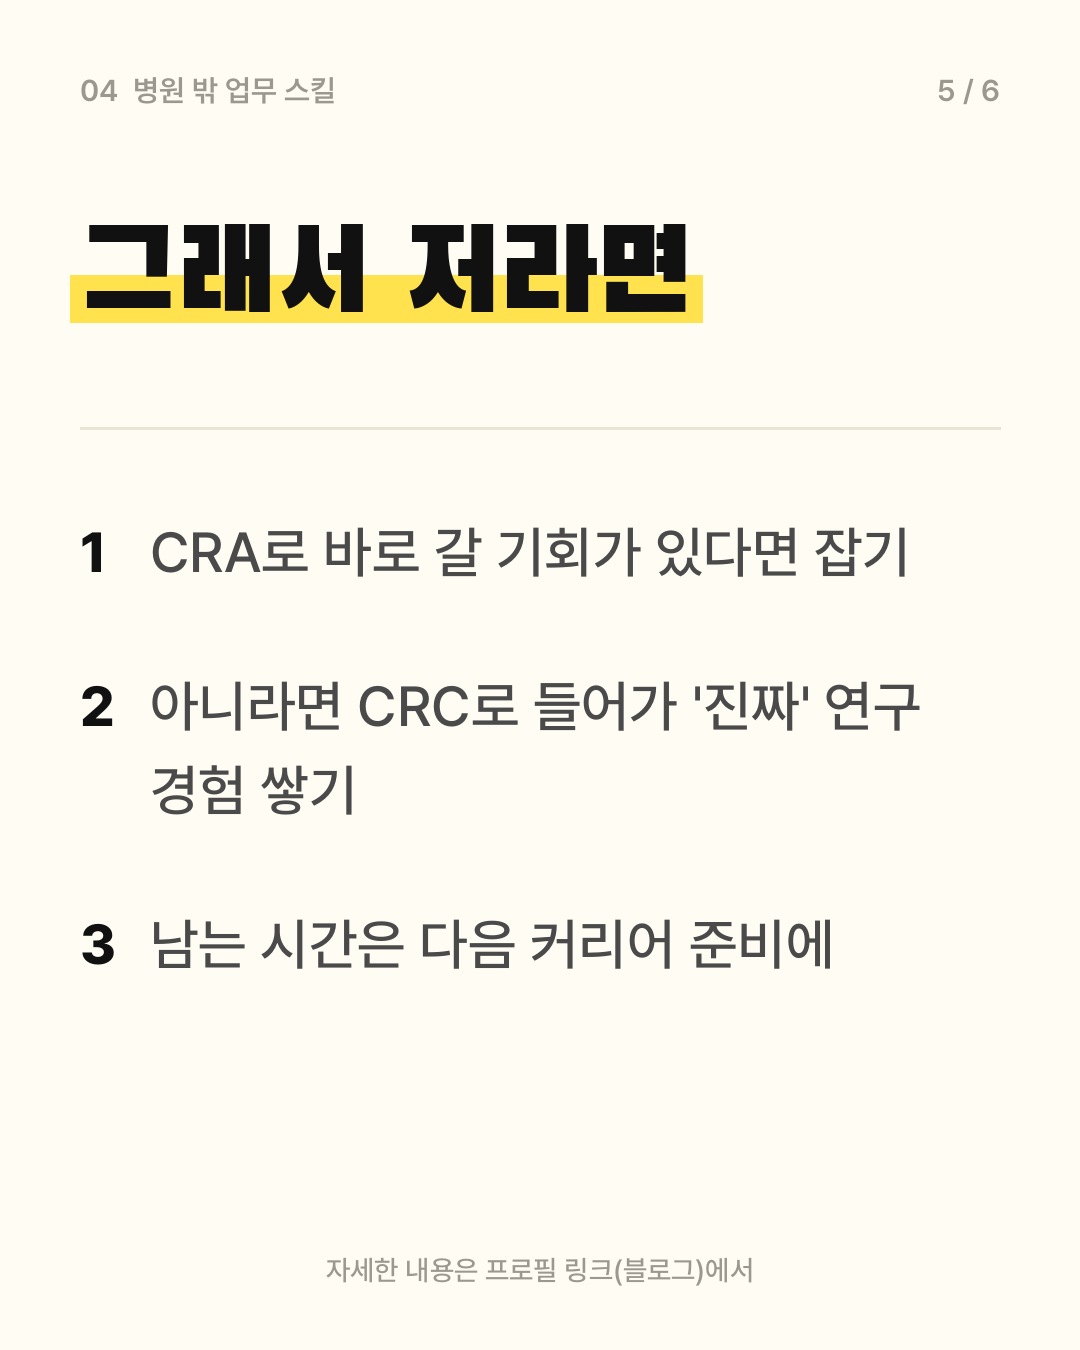 04 병원 밖 업무 스킬
5 / 6
그래서 저라면
1 CRA로 바로 갈 기회가 있다면 잡기
2 아니라면 CRC로 들어가 '진짜' 연구
경험 쌓기
3 남는 시간은 다음 커리어 준비에
자세한 내용은 프로필 링크(블로그)에서